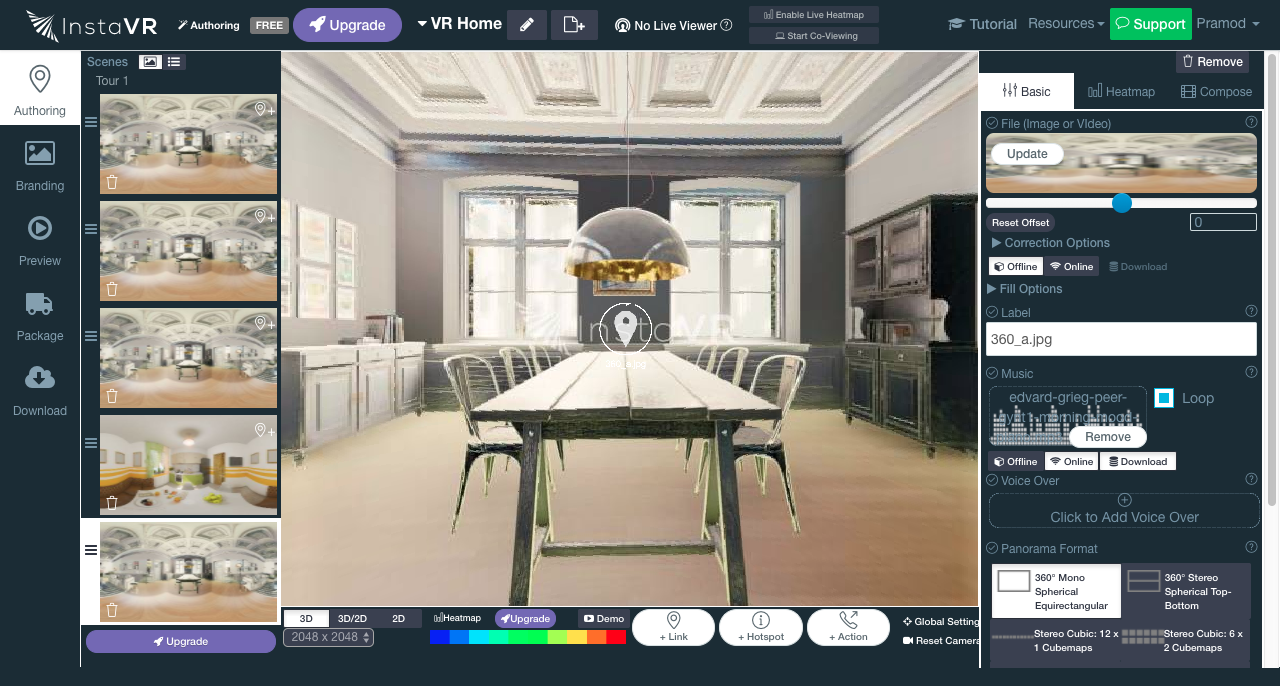 InstaVR
Authoring
FREE
Upgrade
VR Home
No Live Viewer
Enable Live Heatmap
Start Co-Viewing
Tutorial
Resources
Support
Pramod
Authoring
Branding
Preview
Package
Download
Scenes
Tour 1
Upgrade
InstaVR
360_a.jpg
3D
3D/2D
2D
2048 x 2048
Heatmap
Upgrade
Demo
+ Link
+ Hotspot
+ Action
Global Setting
Reset Camera
Remove
Basic
Heatmap
Compose
File (Image or VIdeo)
Update
Reset Offset
0
Correction Options
Offline
Online
Download
Fill Options
Label
360_a.jpg
Music
edvard-grieg-peer-
gynt1-morning-mood-
Loop
Remove
Offline
Online
Download
Voice Over
Click to Add Voice Over
Panorama Format
360° Mono
Spherical
Equirectangular
360° Stereo
Spherical Top-
Bottom
Stereo Cubic: 12 x
1 Cubemaps
Stereo Cubic: 6 x
2 Cubemaps